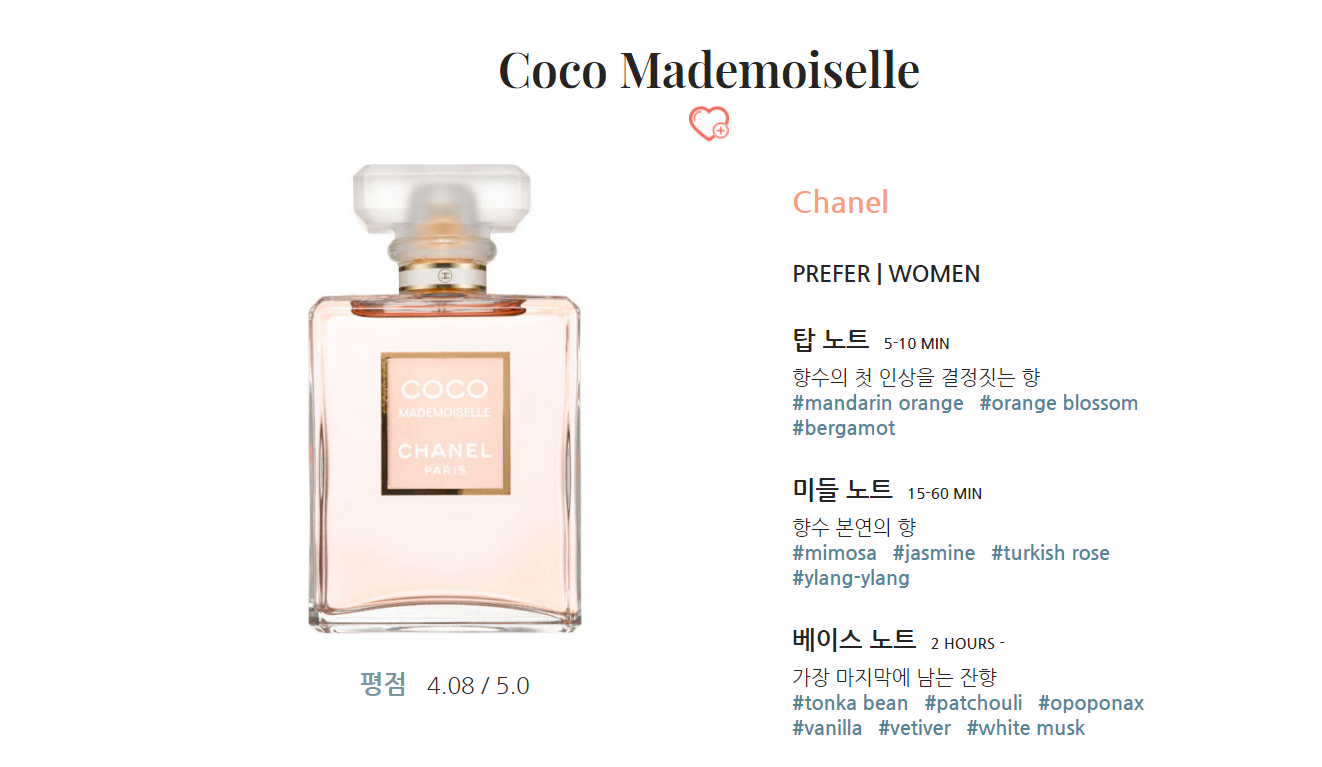 Coco Mademoiselle
Chanel
PREFER | WOMEN
탑 노트 5-10 MIN
향수의 첫 인상을 결정짓는 향
#mandarin orange #orange blossom
#bergamot
미들 노트 15-60 MIN
향수 본연의 향
#mimosa #jasmine #turkish rose
#ylang-ylang
베이스 노트 2 HOURS -
가장 마지막에 남는 잔향
#tonka bean #patchouli #opoponax
#vanilla #vetiver #white musk
COCO
MADEMOISELLE
CHANEL
PARIS
평점 4.08 / 5.0